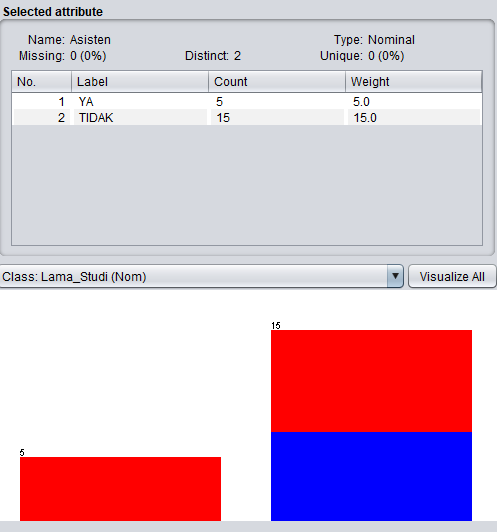 Selected attribute
Name: Asisten Type: Nominal
Missing: 0 (0%) Distinct: 2 Unique: 0 (0%)
No. Label Count Weight
1 YA 5 5.0
2 TIDAK 15 15.0
Class: Lama_Studi (Nom) Visualize All
15
5